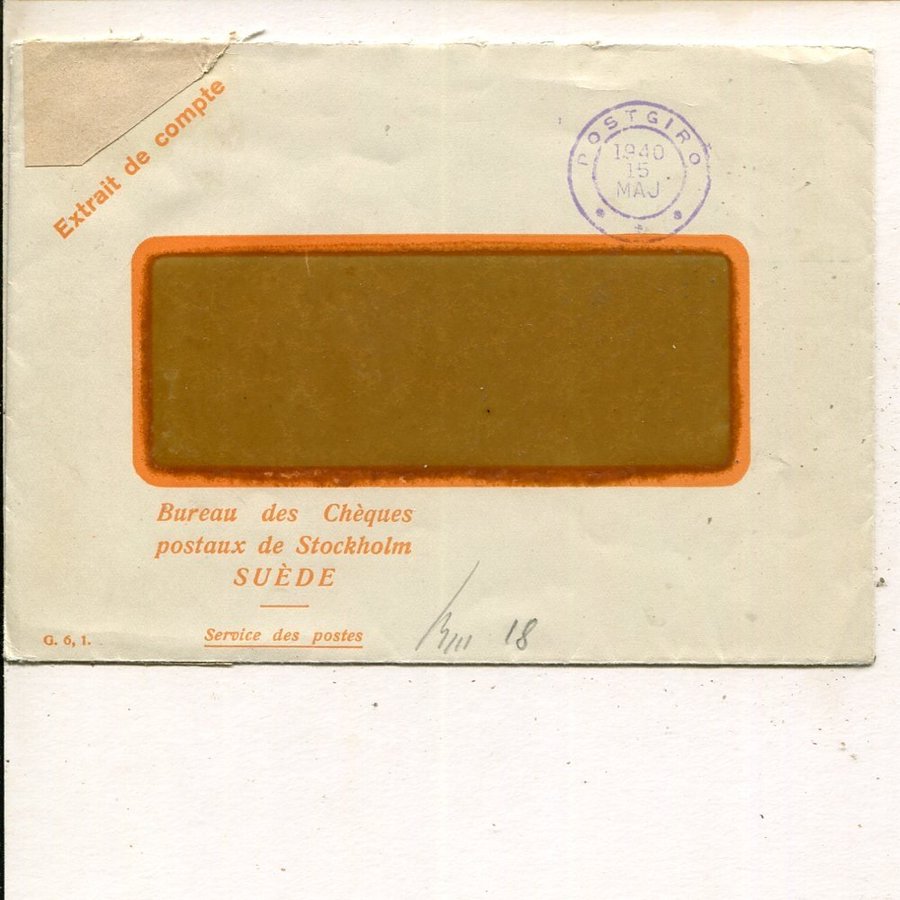 Extrait de compte
POSTGIRO
1940
15
MAJ
Bureau des Chèques
postaux de Stockholm
SUÈDE
Service des postes
G. 6, 1.
18